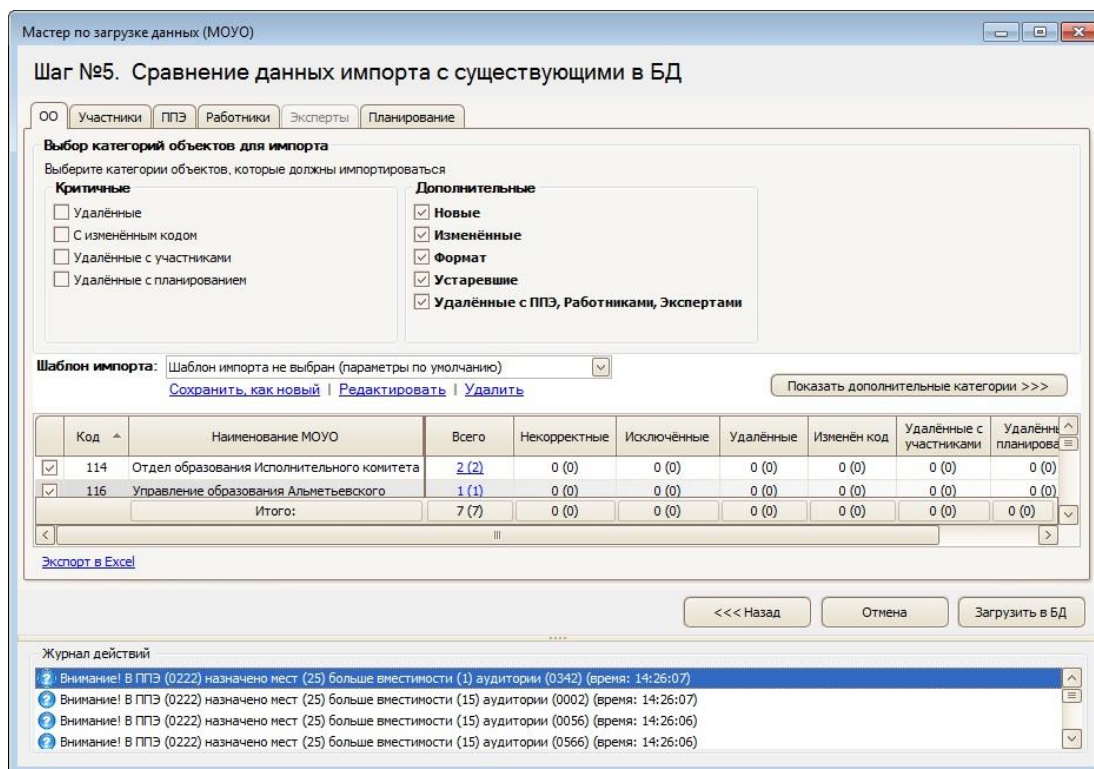 Мастер по загрузке данных (МОУО)
Шаг №5. Сравнение данных импорта с существующими в БД
ОО Участники ППЭ Работники Эксперты Планирование
Выбор категорий объектов для импорта
Выберите категории объектов, которые должны импортироваться
Критичные Дополнительные
Удалённые Новые
С изменённым кодом Изменённые
Удалённые с участниками Формат
Удалённые с планированием Устаревшие
Удалённые с ППЭ, Работниками, Экспертами
Шаблон импорта: Шаблон импорта не выбран (параметры по умолчанию)
Сохранить, как новый | Редактировать | Удалить Показать дополнительные категории >>>
Код Наименование МОУО Всего Некорректные Исключённые Удалённые Изменён код Удалённые с участниками Удалённы планирова
114 Отдел образования Исполнительного комитета 2 (2) 0 (0) 0 (0) 0 (0) 0 (0) 0 (0) 0 (0)
116 Управление образования Альметьевского 1 (1) 0 (0) 0 (0) 0 (0) 0 (0) 0 (0) 0 (0)
Итого: 7 (7) 0 (0) 0 (0) 0 (0) 0 (0) 0 (0) 0 (0)
Экспорт в Excel
<<< Назад Отмена Загрузить в БД
Журнал действий
Внимание! В ППЭ (0222) назначено мест (25) больше вместимости (1) аудитории (0342) (время: 14:26:07)
Внимание! В ППЭ (0222) назначено мест (25) больше вместимости (15) аудитории (0002) (время: 14:26:07)
Внимание! В ППЭ (0222) назначено мест (25) больше вместимости (15) аудитории (0056) (время: 14:26:06)
Внимание! В ППЭ (0222) назначено мест (25) больше вместимости (15) аудитории (0566) (время: 14:26:06)